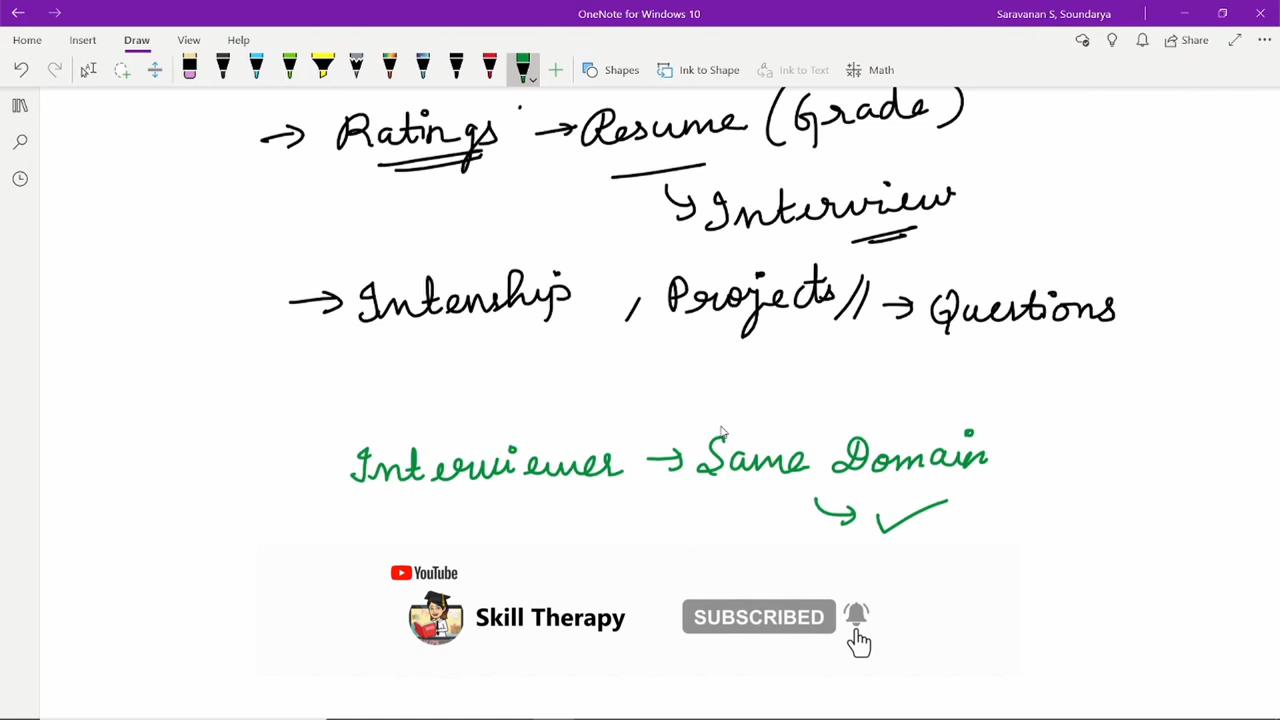 OneNote for Windows 10
Saravanan S, Soundarya
Home Insert Draw View Help
Share
Shapes Ink to Shape Ink to Text Math
→ Ratings → Resume (Grade)
↳ Interview
→ Intenship , Projects // → Questions
Interviewer → Same Domain
↳ ✓
YouTube
Skill Therapy SUBSCRIBED